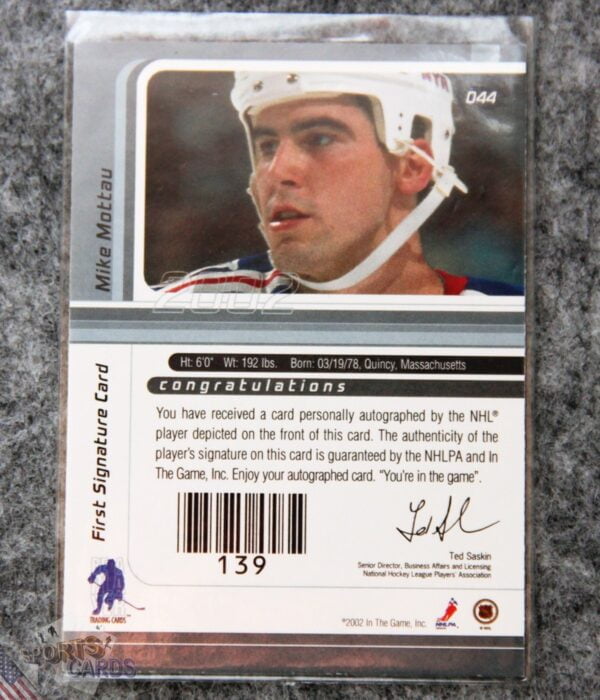 044
Mike Mottau
2002
Ht: 6'0" Wt: 192 lbs. Born: 03/19/78, Quincy, Massachusetts
congratulations
First Signature Card
You have received a card personally autographed by the NHL®
player depicted on the front of this card. The authenticity of the
player's signature on this card is guaranteed by the NHLPA and In
The Game, Inc. Enjoy your autographed card. "You're in the game".
139
Ted Saskin
Senior Director, Business Affairs and Licensing
National Hockey League Players' Association
TRADING CARDS™
©2002 In The Game, Inc.
NHLPA
SPORTS
CARDS